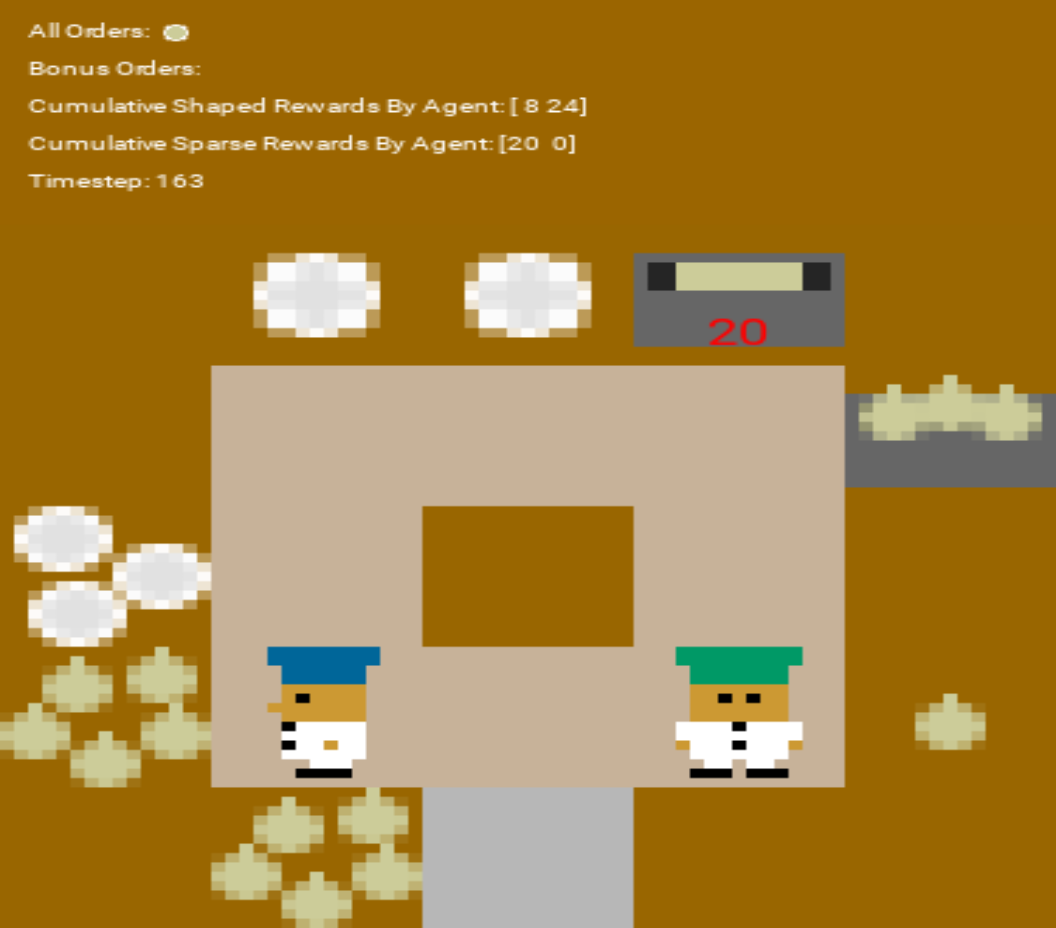 All Orders:
Bonus Orders:
Cumulative Shaped Rewards By Agent: [ 8 24]
Cumulative Sparse Rewards By Agent: [20  0]
Timestep: 163
20